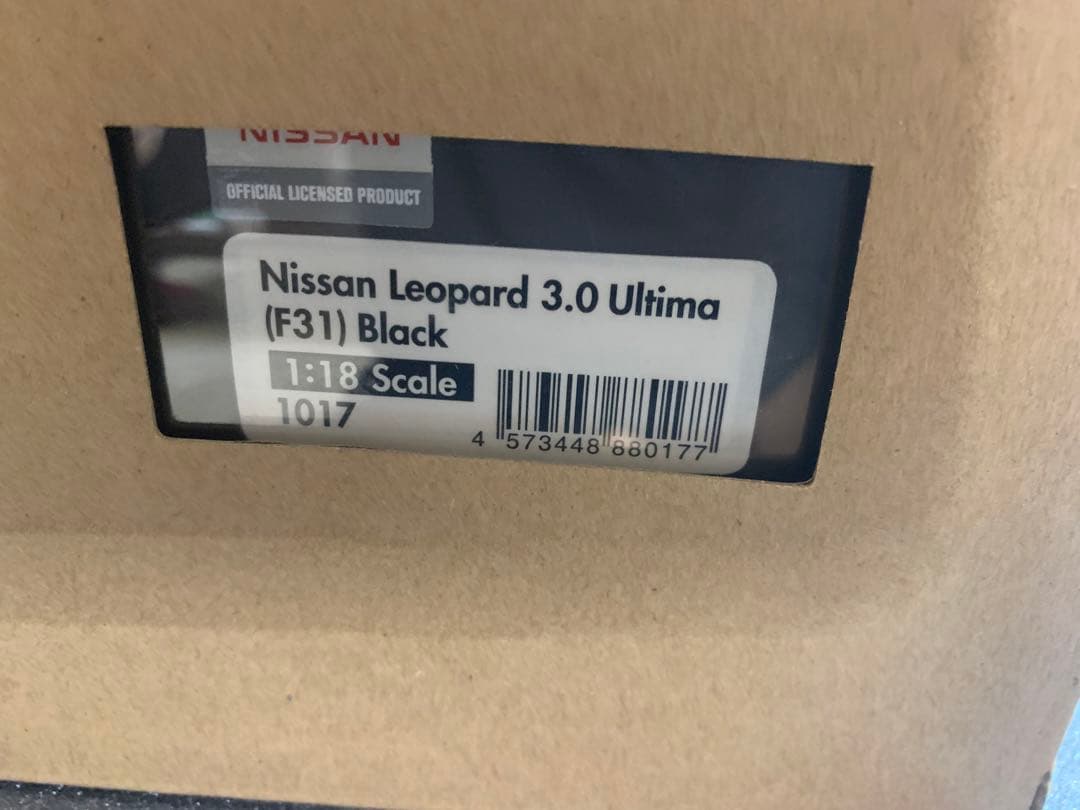 NISSAN
OFFICIAL LICENSED PRODUCT
Nissan Leopard 3.0 Ultima
(F31) Black
1:18 Scale
1017
4 573448 880177